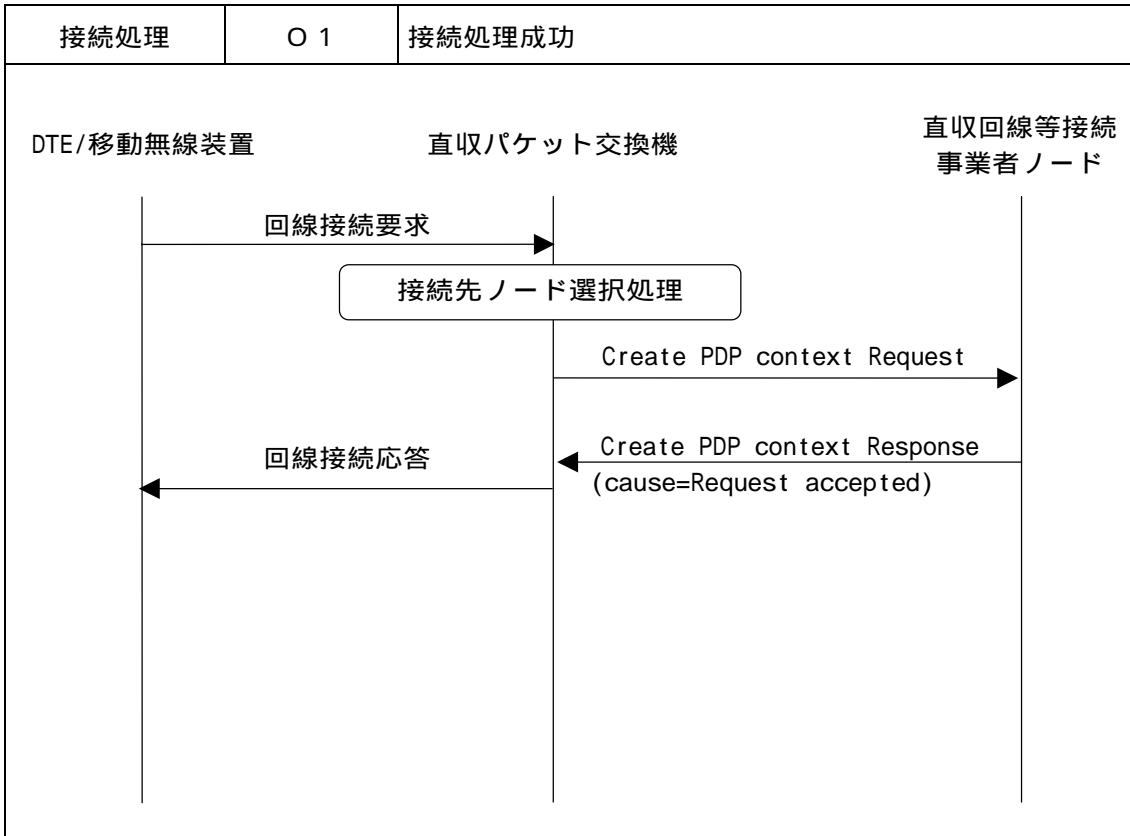 接続処理
O 1
接続処理成功
DTE/移動無線装置
直収パケット交換機
直収回線等接続
事業者ノード
回線接続要求
接続先ノード選択処理
Create PDP context Request
Create PDP context Response
(cause=Request accepted)
回線接続応答